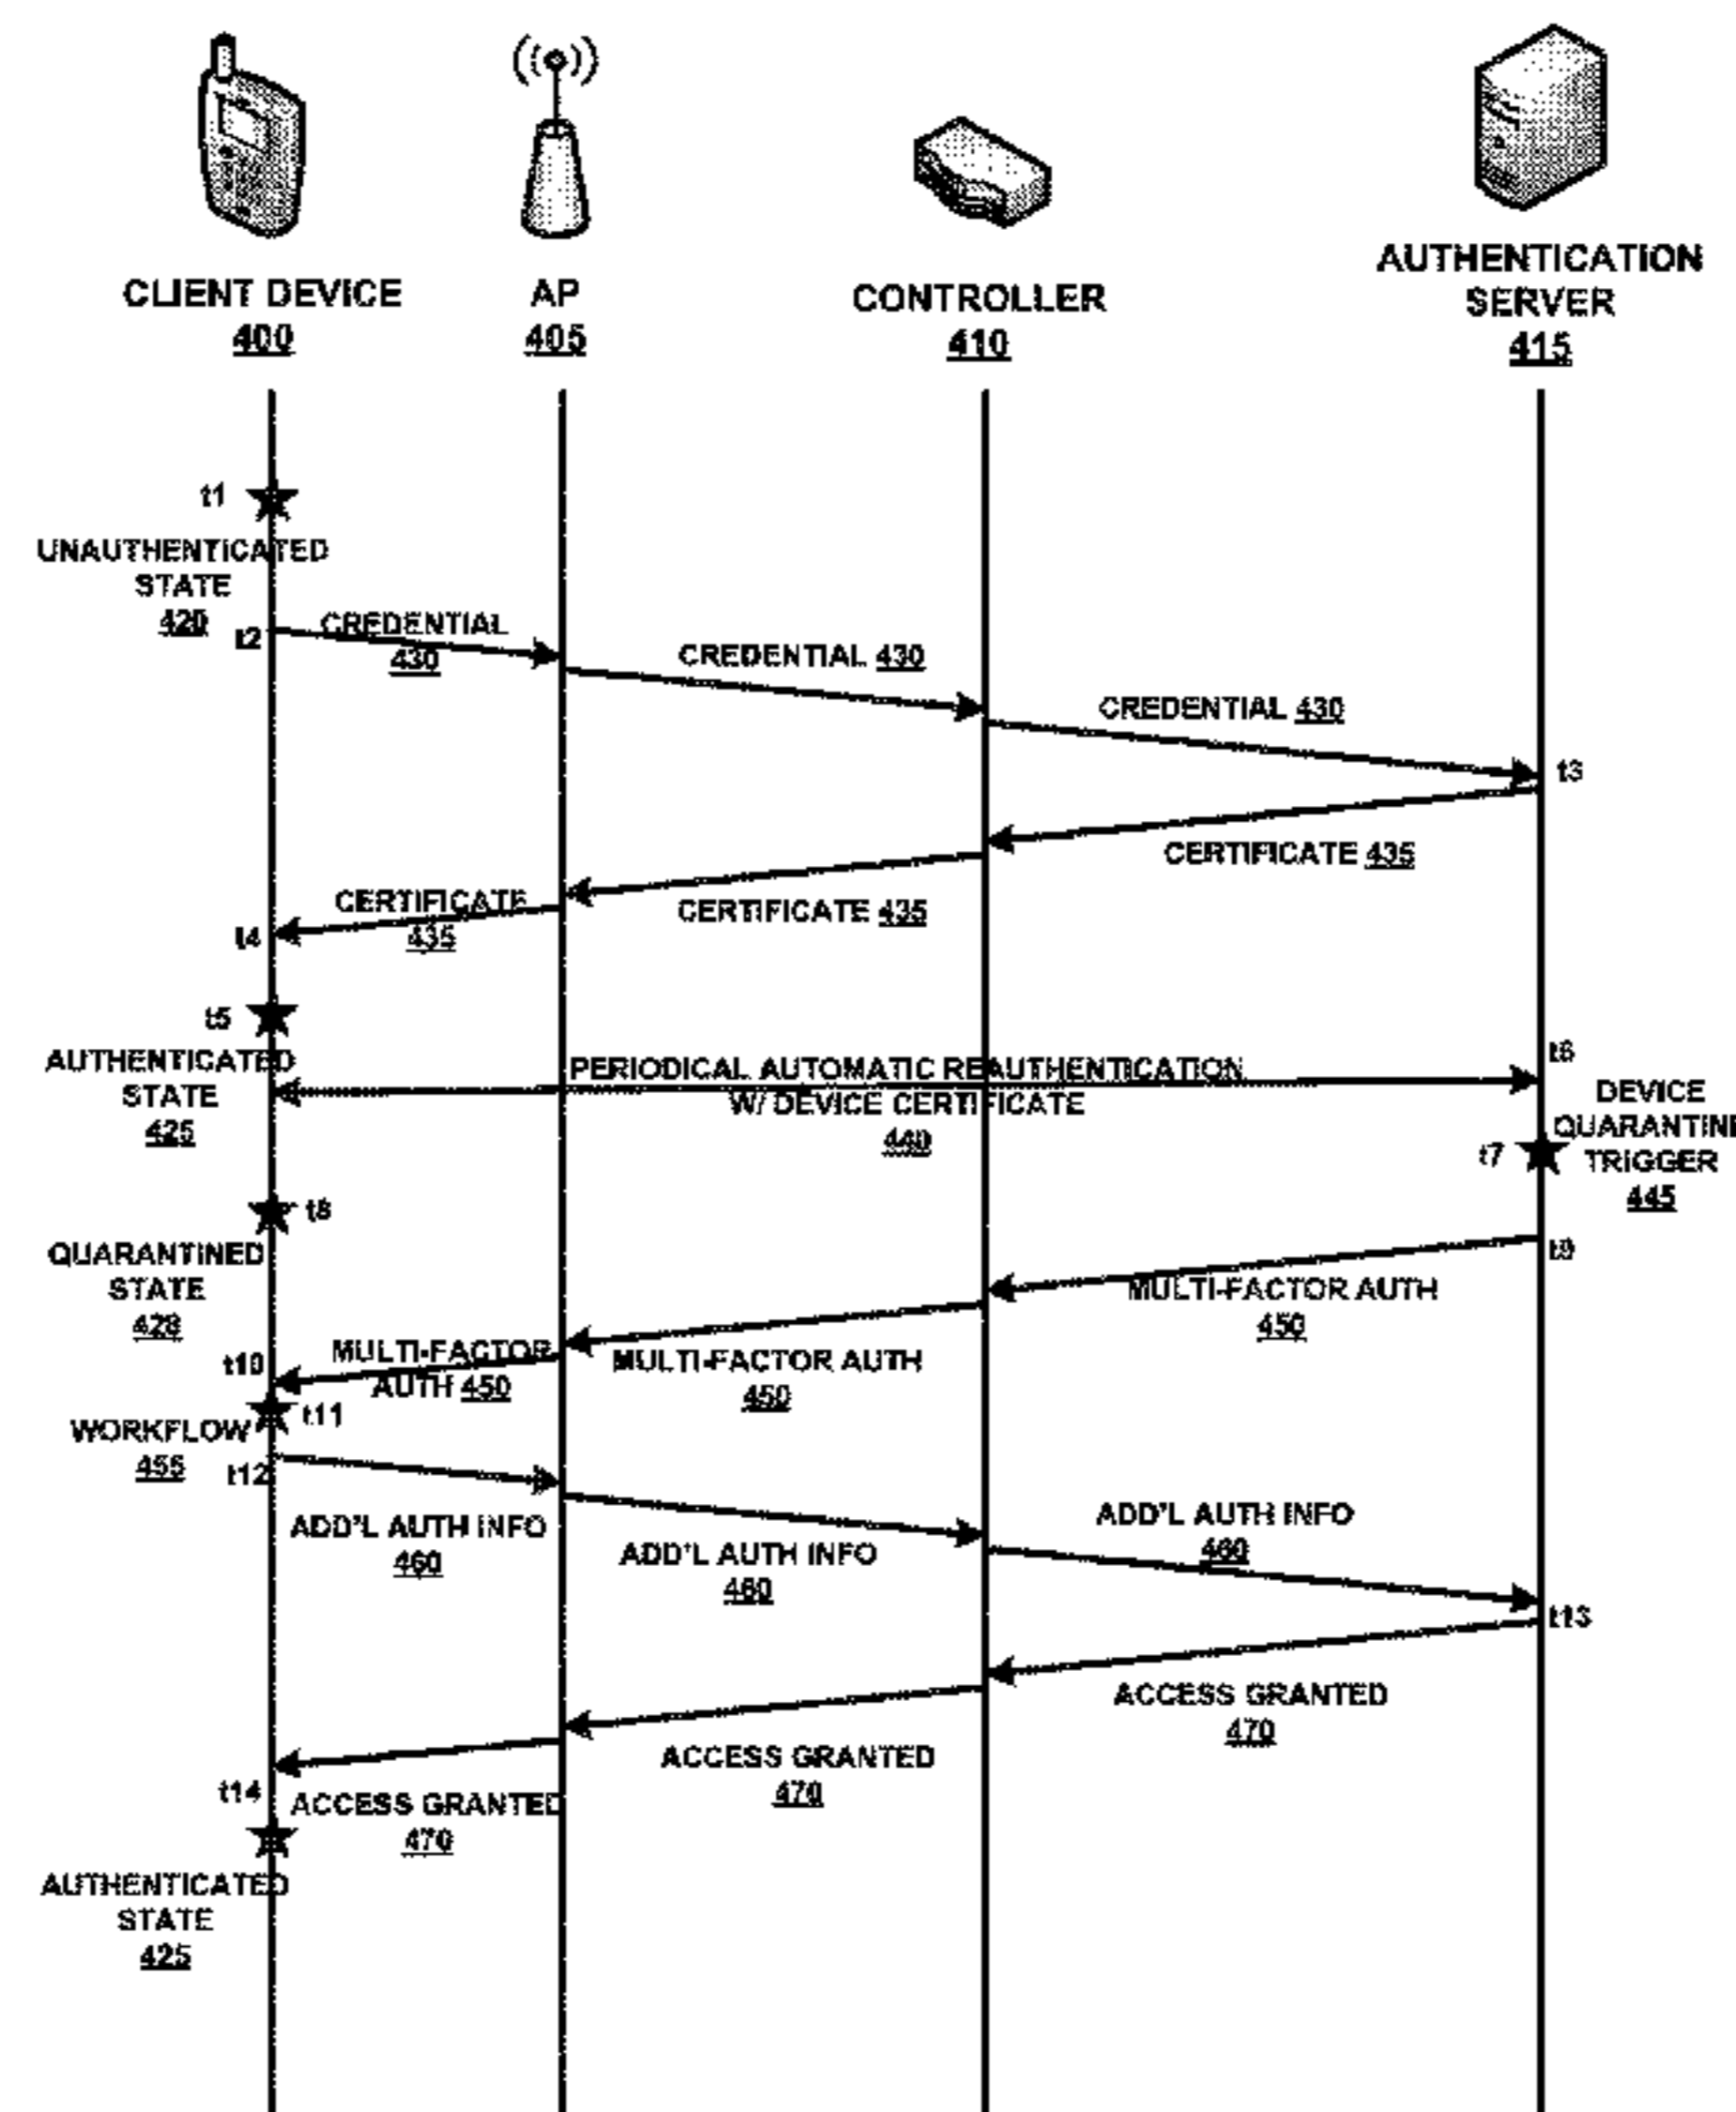 CLIENT DEVICE
400
AP
405
CONTROLLER
410
AUTHENTICATION
SERVER
415
t1
UNAUTHENTICATED
STATE
420
t2
CREDENTIAL
430
CREDENTIAL 430
CREDENTIAL 430
t3
CERTIFICATE 435
CERTIFICATE 435
CERTIFICATE
435
t4
t5
AUTHENTICATED
STATE
425
PERIODICAL AUTOMATIC REAUTHENTICATION
W/ DEVICE CERTIFICATE
440
t6
DEVICE
QUARANTINE
TRIGGER
445
t7
t8
QUARANTINED
STATE
428
t9
MULTI-FACTOR AUTH
450
MULTI-FACTOR AUTH
450
MULTI-FACTOR
AUTH 450
t10
t11
WORKFLOW
455
t12
ADD'L AUTH INFO
460
ADD'L AUTH INFO
460
ADD'L AUTH INFO
460
t13
ACCESS GRANTED
470
ACCESS GRANTED
470
ACCESS GRANTED
470
t14
AUTHENTICATED
STATE
425